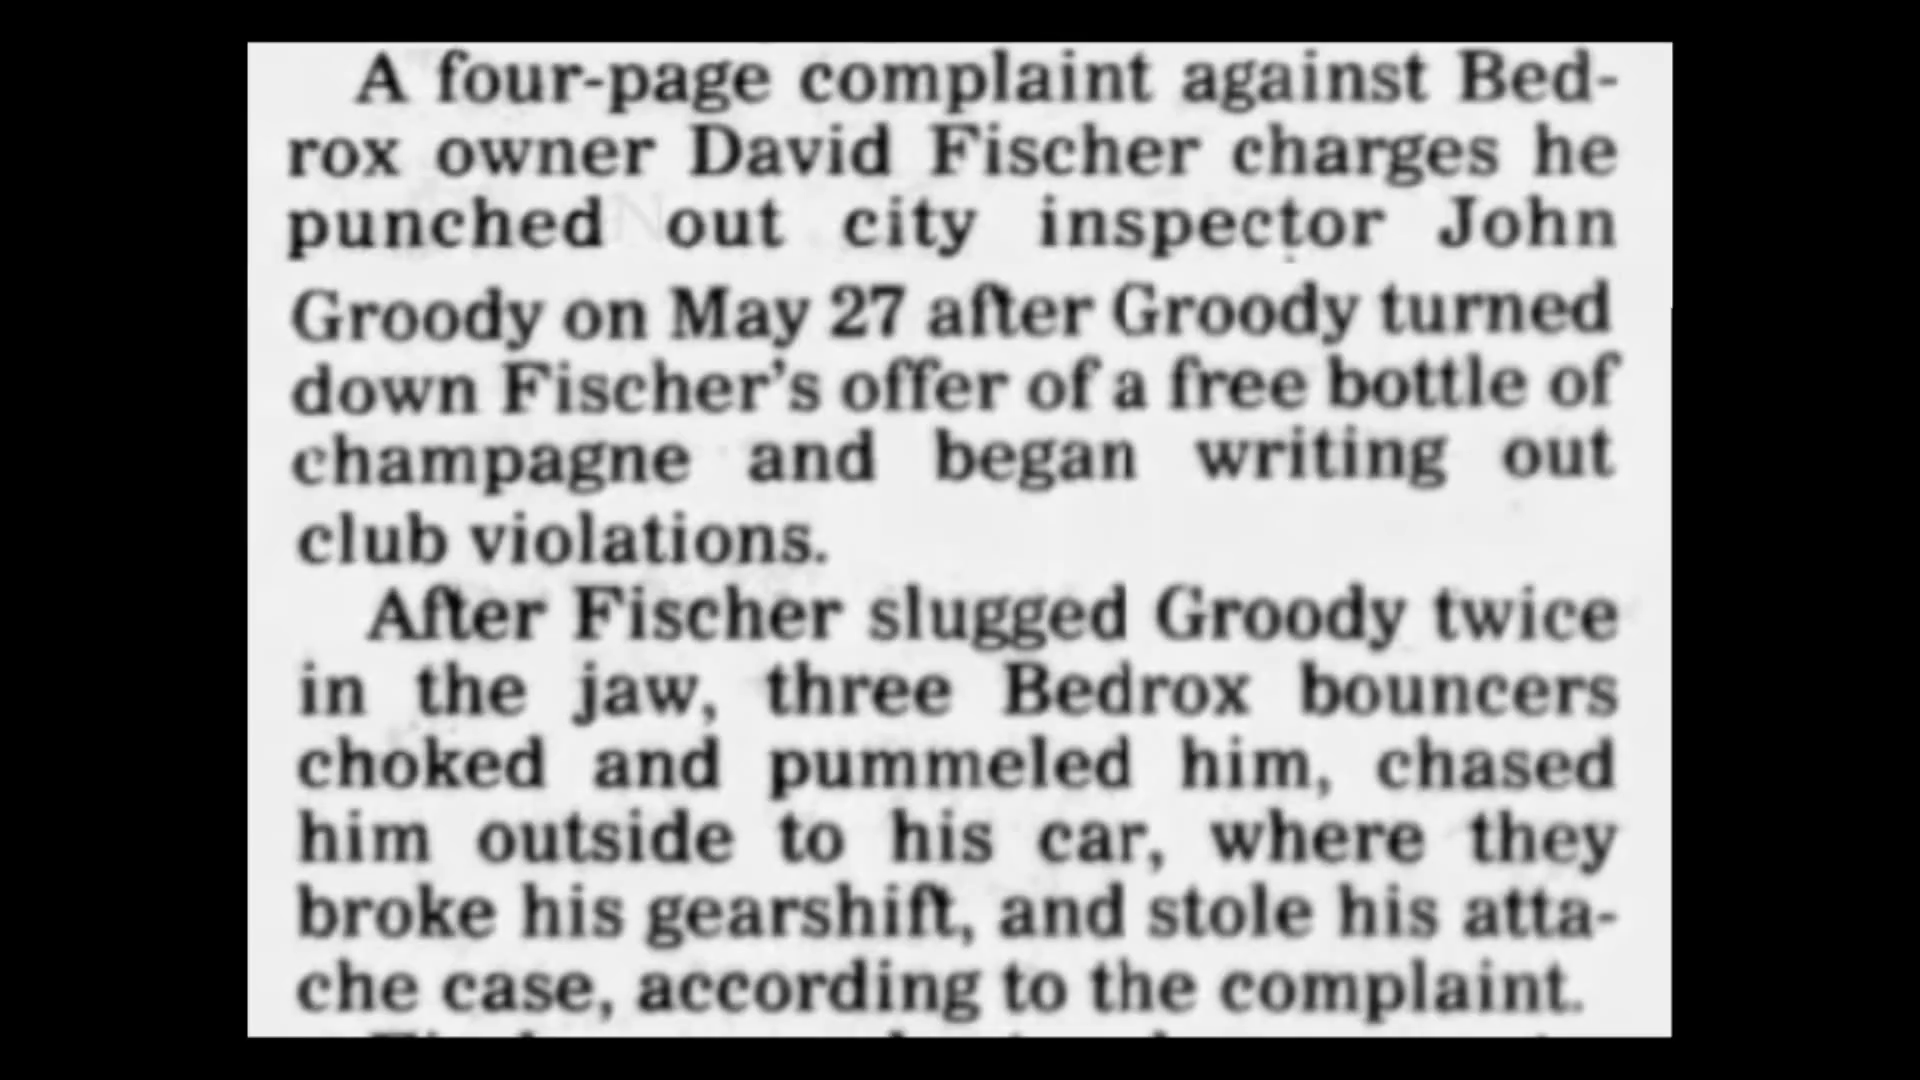 A four-page complaint against Bed-
rox owner David Fischer charges he
punched out city inspector John
Groody on May 27 after Groody turned
down Fischer's offer of a free bottle of
champagne and began writing out
club violations.
After Fischer slugged Groody twice
in the jaw, three Bedrox bouncers
choked and pummeled him, chased
him outside to his car, where they
broke his gearshift, and stole his atta-
che case, according to the complaint.